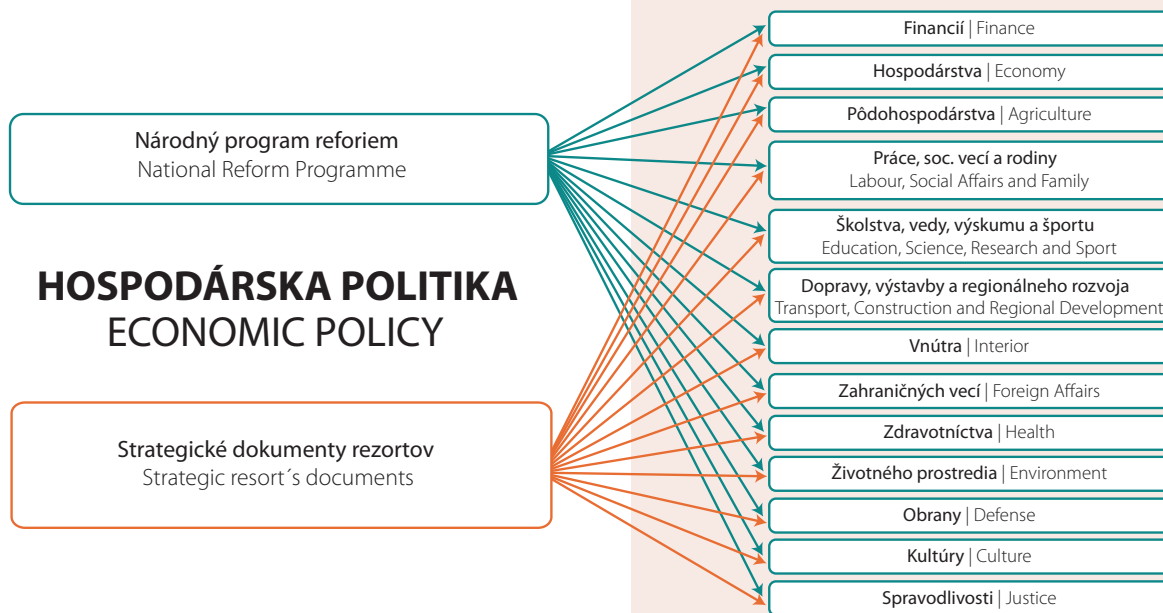 Národný program reforiem
National Reform Programme
HOSPODÁRSKA POLITIKA
ECONOMIC POLICY
Strategické dokumenty rezortov
Strategic resort´s documents
Financií | Finance
Hospodárstva | Economy
Pôdohospodárstva | Agriculture
Práce, soc. vecí a rodiny
Labour, Social Affairs and Family
Školstva, vedy, výskumu a športu
Education, Science, Research and Sport
Dopravy, výstavby a regionálneho rozvoja
Transport, Construction and Regional Development
Vnútra | Interior
Zahraničných vecí | Foreign Affairs
Zdravotníctva | Health
Životného prostredia | Environment
Obrany | Defense
Kultúry | Culture
Spravodlivosti | Justice